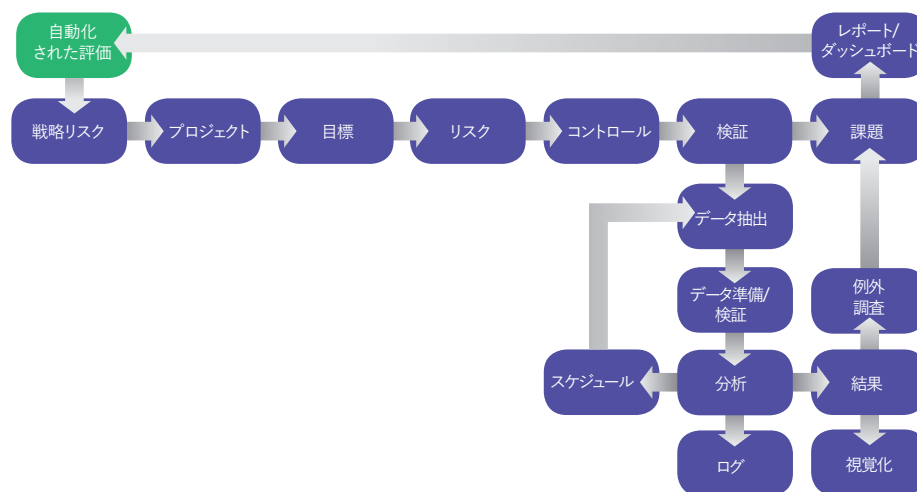 自動化
された評価
レポート/
ダッシュボード
戦略リスク
プロジェクト
目標
リスク
コントロール
検証
課題
データ抽出
データ準備/
検証
例外
調査
スケジュール
分析
結果
ログ
視覚化